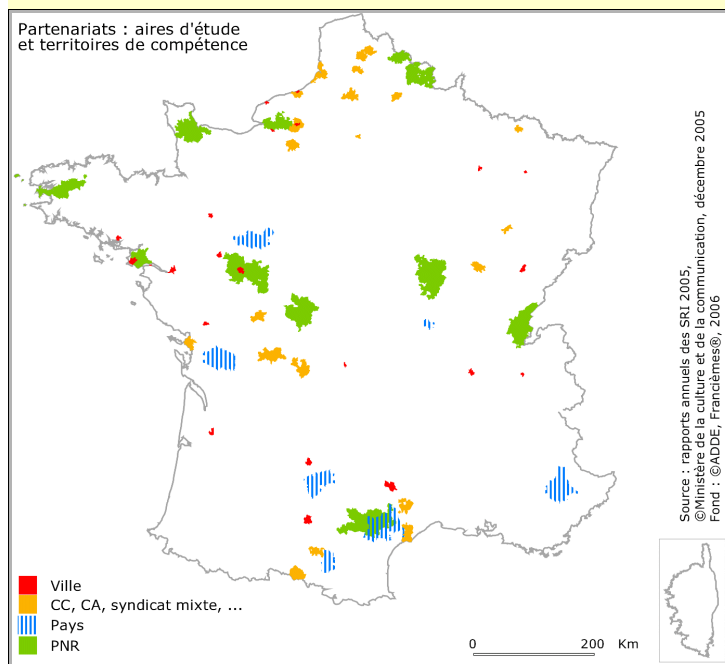 Partenariats : aires d'étude
et territoires de compétence
Source : rapports annuels des SRI 2005,
©Ministère de la culture et de la communication, décembre 2005
Fond : ©ADDE, Francièmes®, 2006
Ville
CC, CA, syndicat mixte, ...
Pays
PNR
0 200 Km